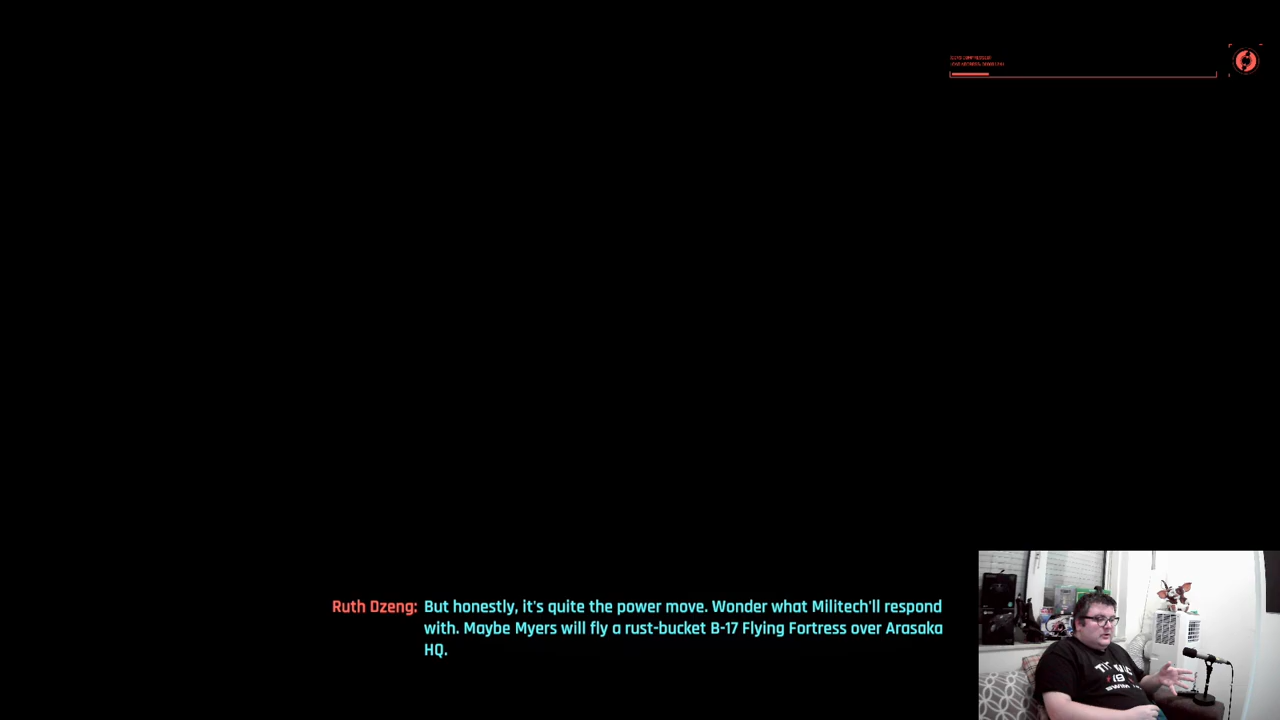 Ruth Dzeng: But honestly, it's quite the power move. Wonder what Militech'll respond
with. Maybe Myers will fly a rust-bucket B-17 Flying Fortress over Arasaka
HQ.